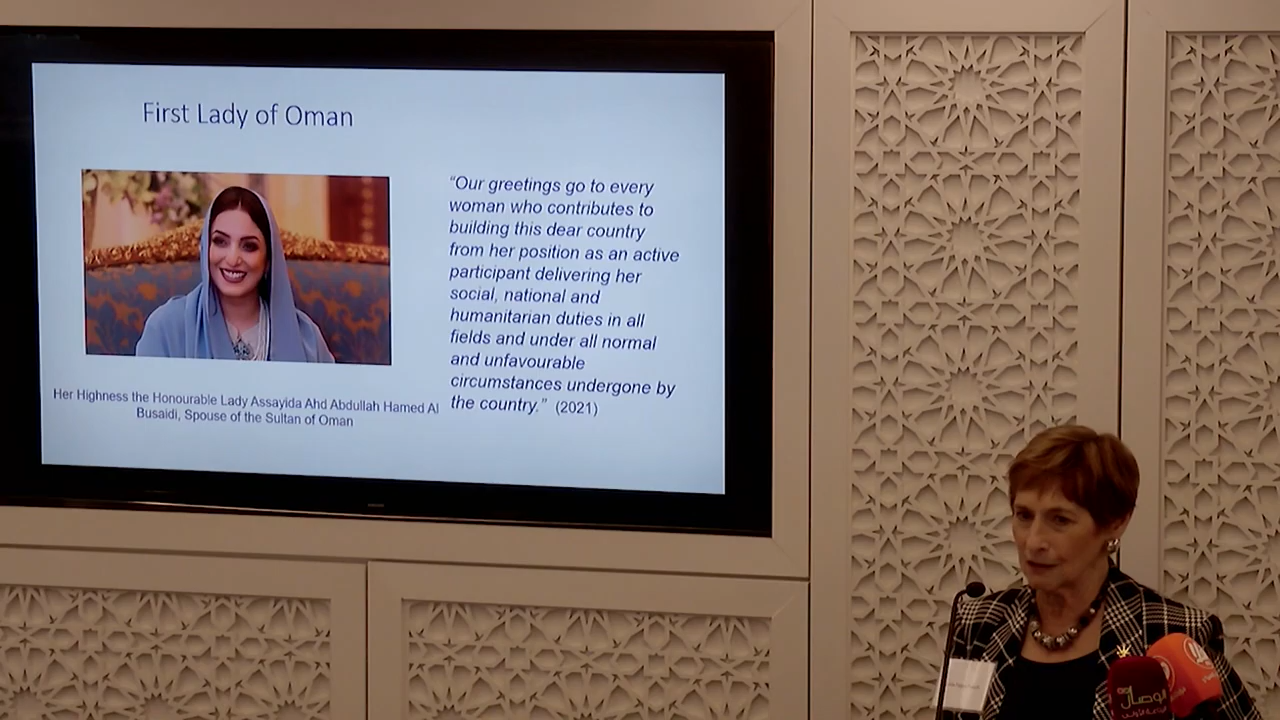 First Lady of Oman
“Our greetings go to every
woman who contributes to
building this dear country
from her position as an active
participant delivering her
social, national and
humanitarian duties in all
fields and under all normal
and unfavourable
circumstances undergone by
the country.” (2021)
Her Highness the Honourable Lady Assayida Ahd Abdullah Hamed Al
Busaidi, Spouse of the Sultan of Oman
الوصال